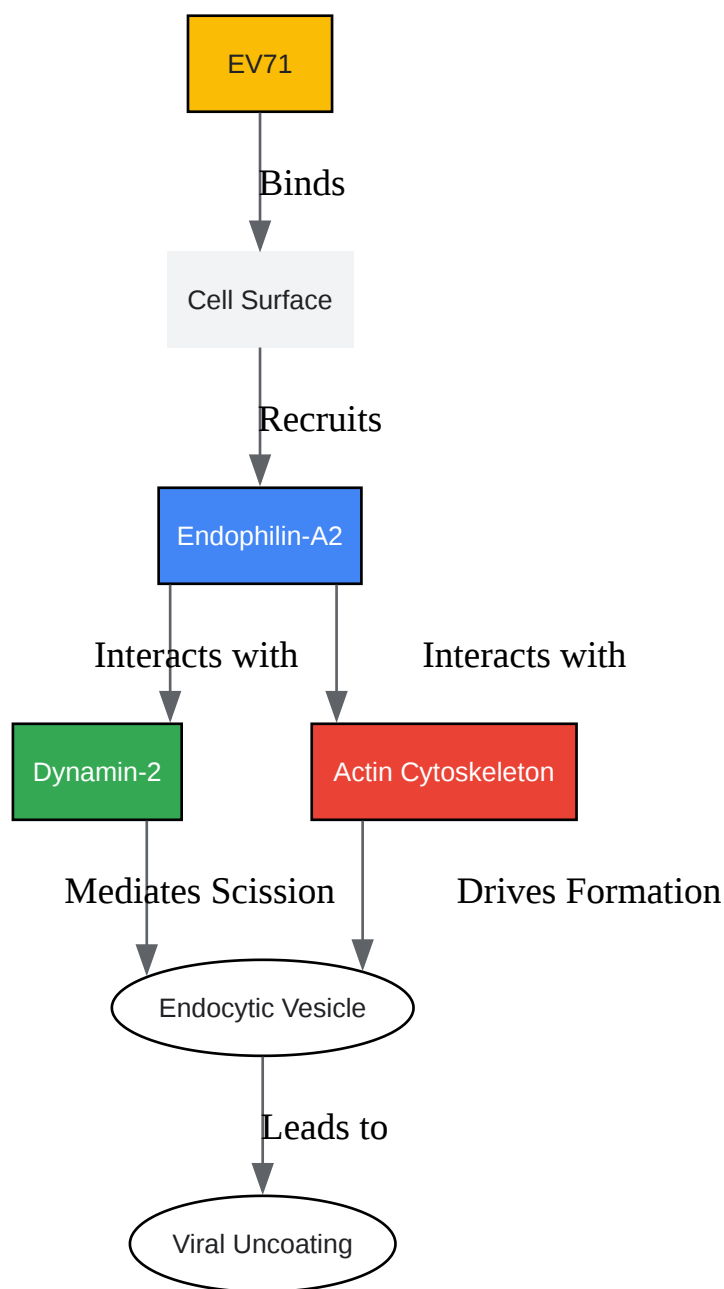 EV71
Binds
Cell Surface
Recruits
Endophilin-A2
Interacts with
Interacts with
Dynamin-2
Actin Cytoskeleton
Mediates Scission
Drives Formation
Endocytic Vesicle
Leads to
Viral Uncoating